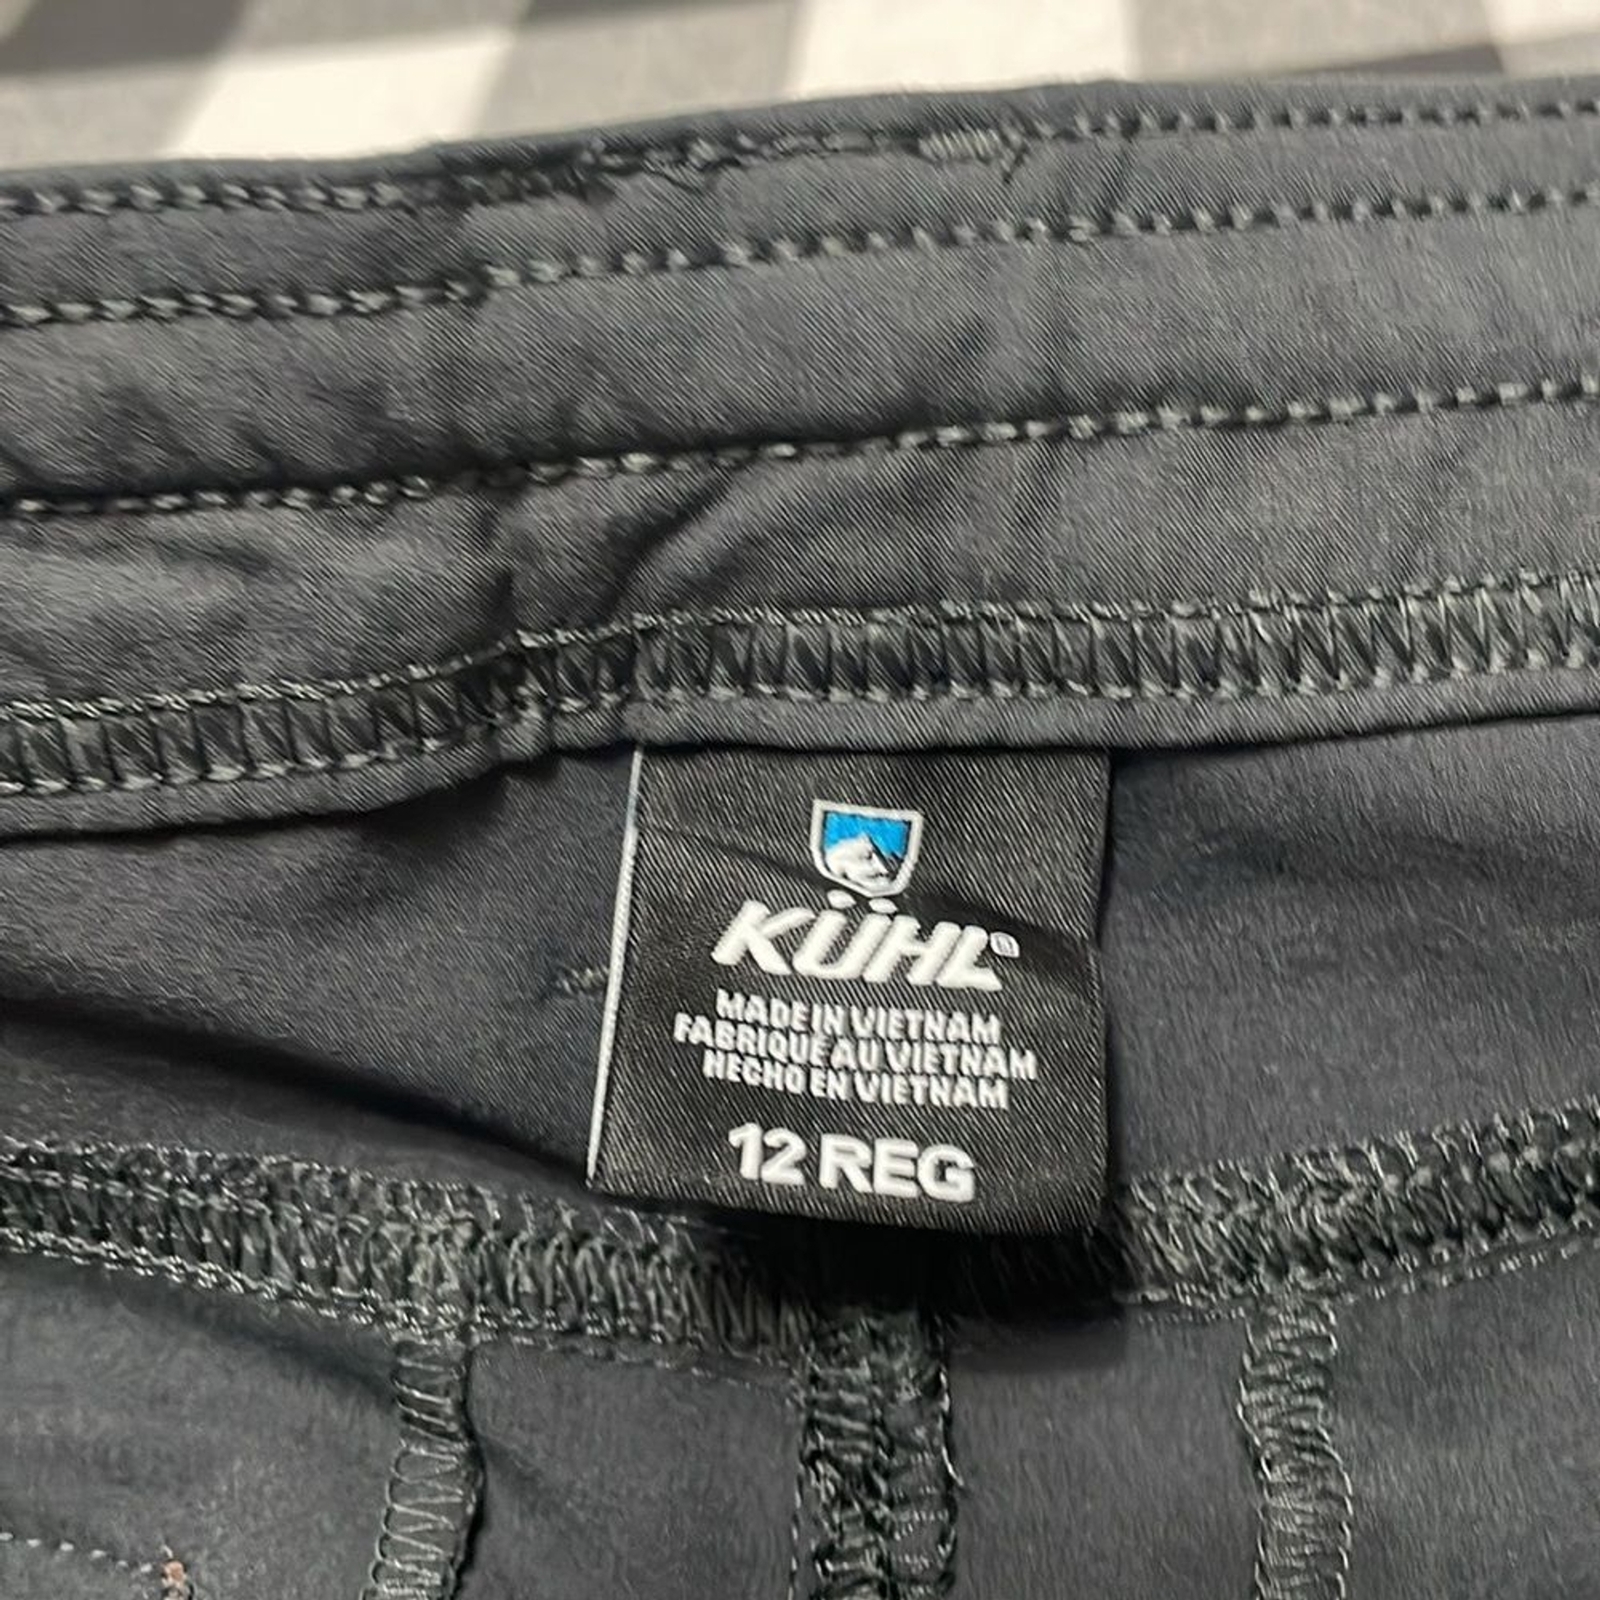 KÜHL®
MADE IN VIETNAM
FABRIQUÉ AU VIETNAM
HECHO EN VIETNAM
12 REG